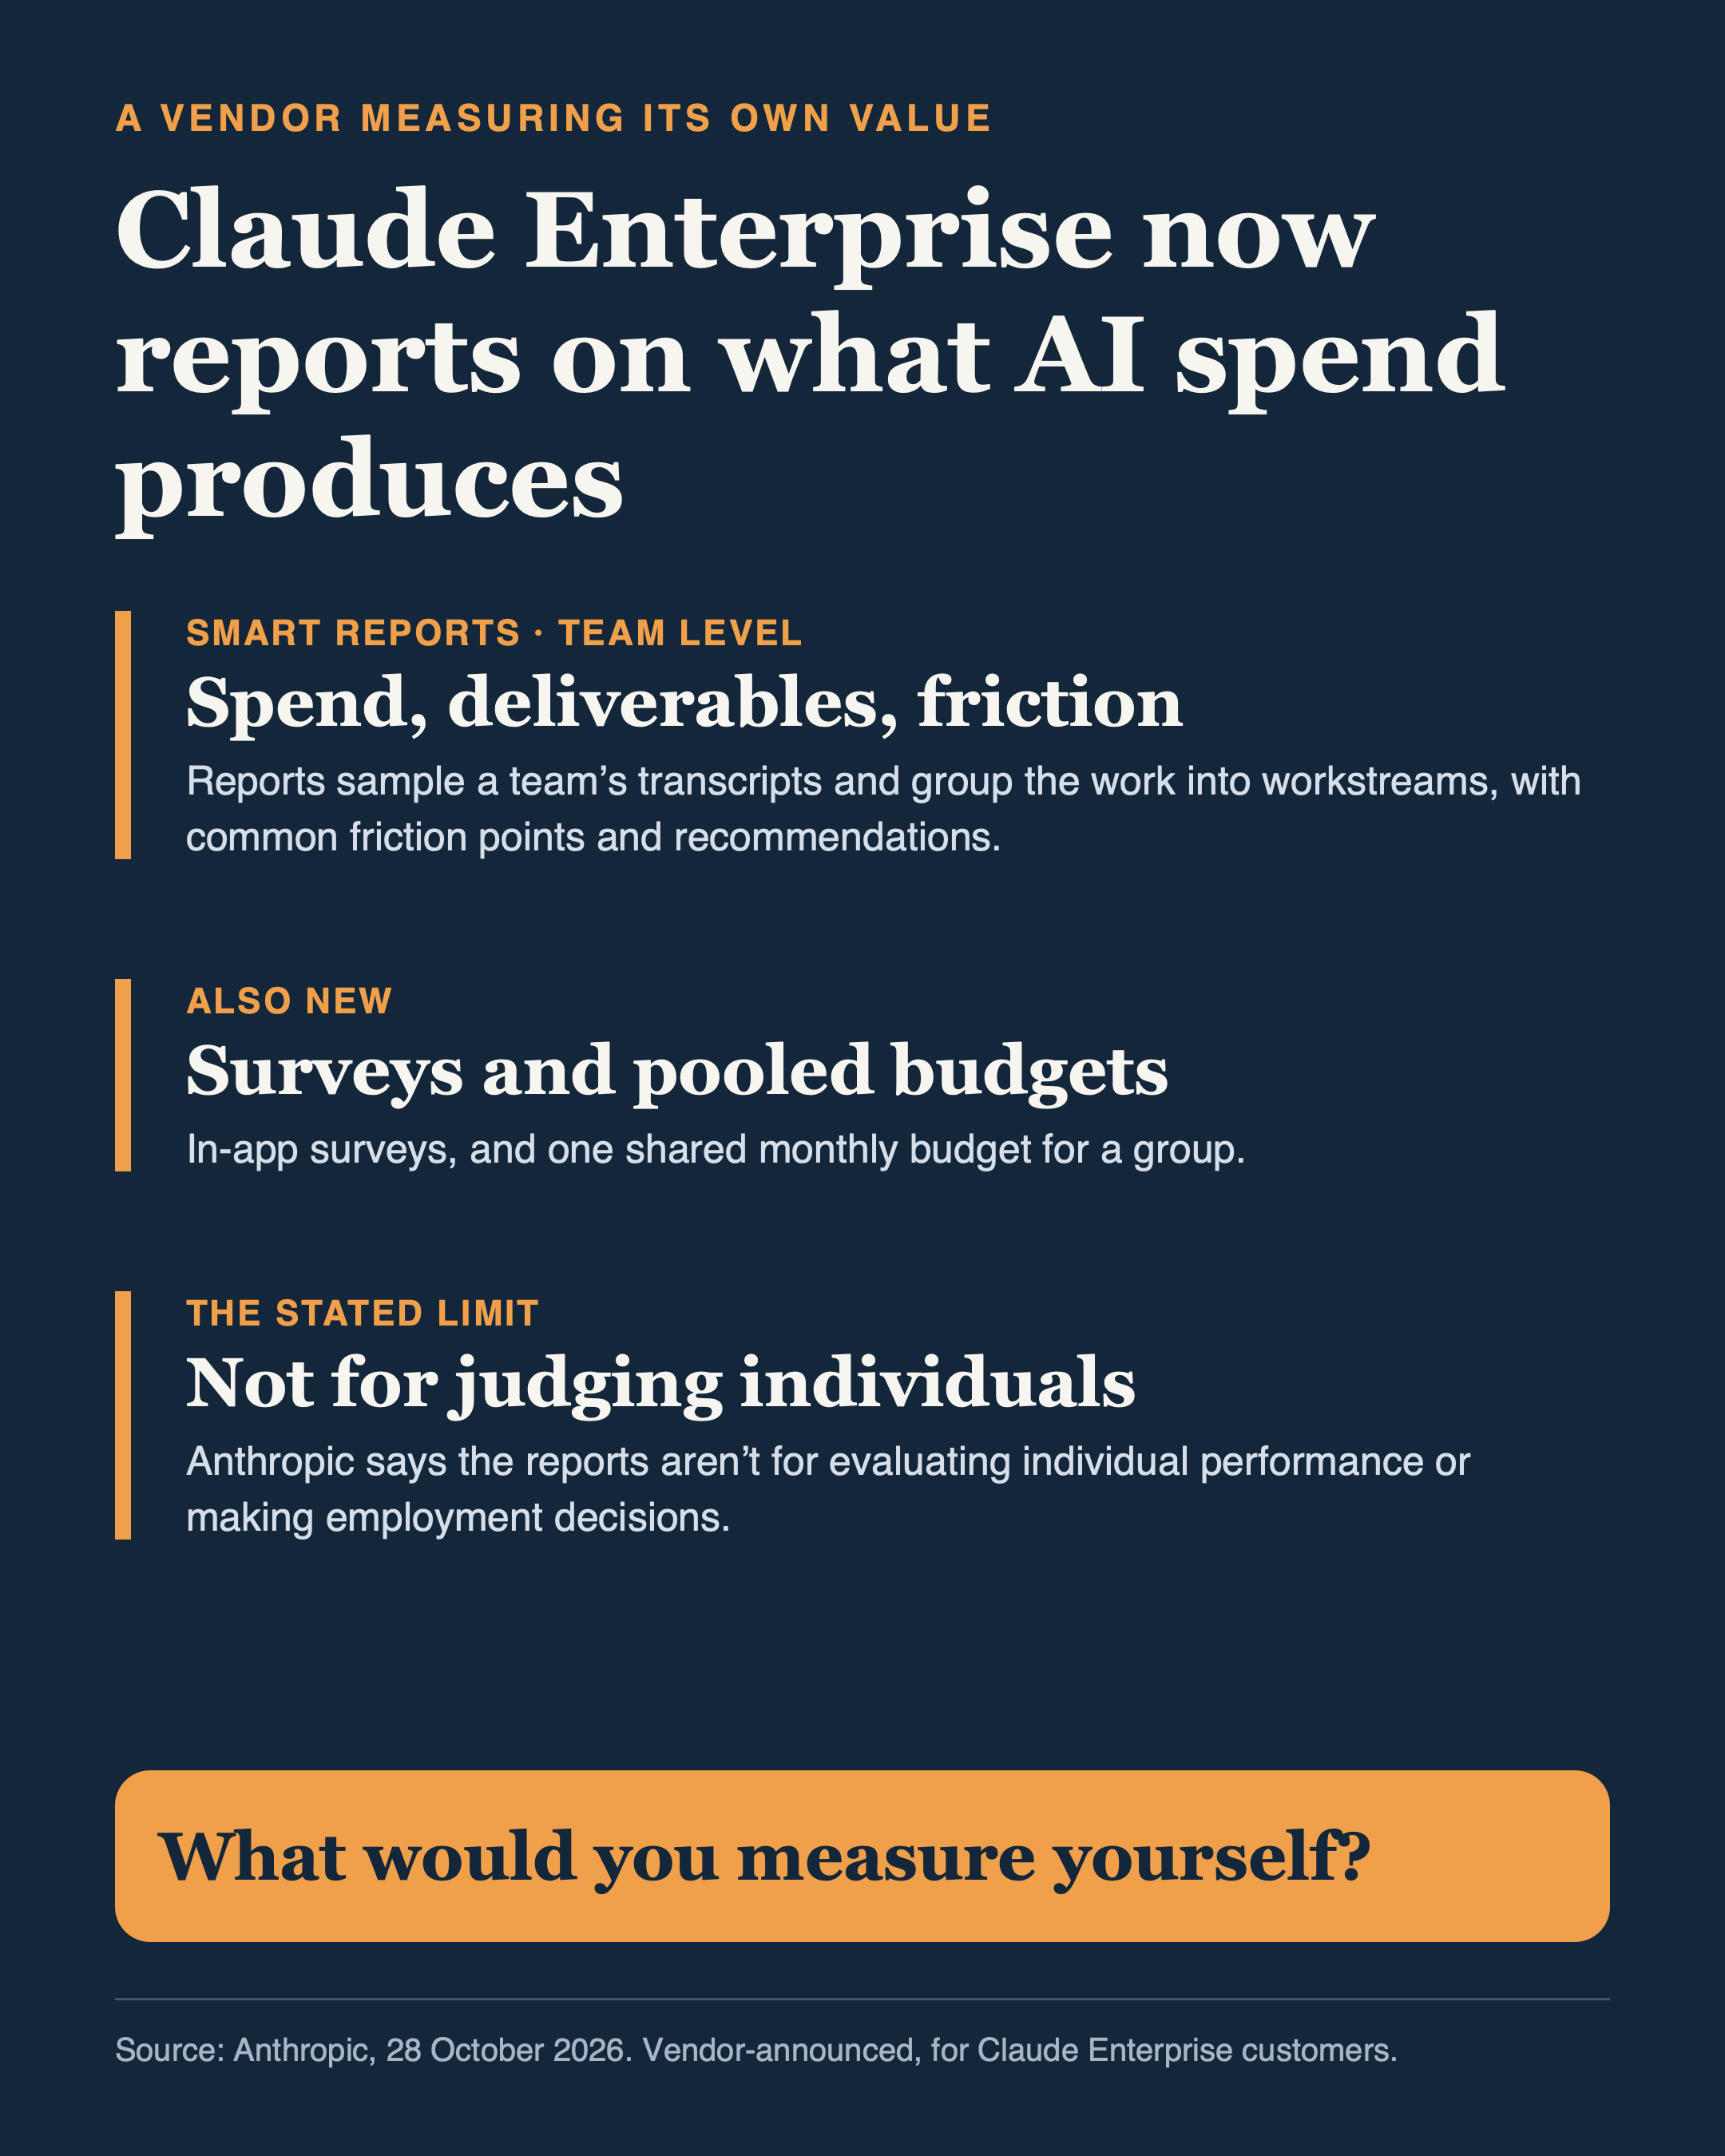 A VENDOR MEASURING ITS OWN VALUE
Claude Enterprise now
reports on what AI spend
produces
SMART REPORTS · TEAM LEVEL
Spend, deliverables, friction
Reports sample a team’s transcripts and group the work into workstreams, with
common friction points and recommendations.
ALSO NEW
Surveys and pooled budgets
In-app surveys, and one shared monthly budget for a group.
THE STATED LIMIT
Not for judging individuals
Anthropic says the reports aren’t for evaluating individual performance or
making employment decisions.
What would you measure yourself?
Source: Anthropic, 28 October 2026. Vendor-announced, for Claude Enterprise customers.